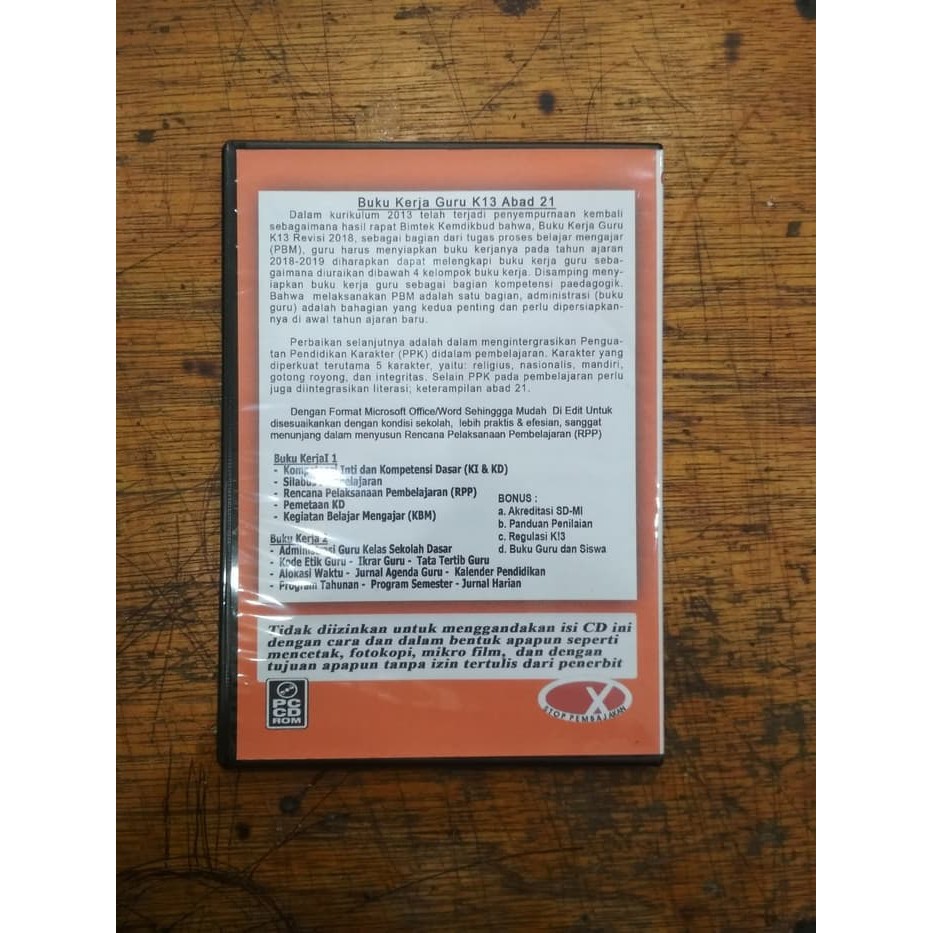 Buku Kerja Guru K13 Abad 21
Dalam kurikulum 2013 telah terjadi penyempurnaan kembali
sebagaimana hasil rapat Bimtek Kemdikbud bahwa, Buku Kerja Guru
K13 Revisi 2018, sebagai bagian dari tugas proses belajar mengajar
(PBM), guru harus menyiapkan buku kerjanya pada tahun ajaran
2018-2019 diharapkan dapat melengkapi buku kerja guru seba-
gaimana diuraikan dibawah 4 kelompok buku kerja. Disamping meny-
iapkan buku kerja guru sebagai bagian kompetensi paedagogik.
Bahwa melaksanakan PBM adalah satu bagian, administrasi (buku
guru) adalah bahagian yang kedua penting dan perlu dipersiapkan-
nya di awal tahun ajaran baru.
Perbaikan selanjutnya adalah dalam mengintergrasikan Pengua-
tan Pendidikan Karakter (PPK) didalam pembelajaran. Karakter yang
diperkuat terutama 5 karakter, yaitu: religius, nasionalis, mandiri,
gotong royong, dan integritas. Selain PPK pada pembelajaran perlu
juga diintegrasikan literasi; keterampilan abad 21.
Dengan Format Microsoft Office/Word Sehinggga Mudah Di Edit Untuk
disesuaikankan dengan kondisi sekolah, lebih praktis & efesian, sanggat
menunjang dalam menyusun Rencana Pelaksanaan Pembelajaran (RPP)
Buku KerjaI 1
- Kompetensi Inti dan Kompetensi Dasar (KI & KD)
- Silabus Pembelajaran
- Rencana Pelaksanaan Pembelajaran (RPP)
- Pemetaan KD
- Kegiatan Belajar Mengajar (KBM)
Buku Kerja 2
- Administrasi Guru Kelas Sekolah Dasar
- Kode Etik Guru - Ikrar Guru - Tata Tertib Guru
- Alokasi Waktu - Jurnal Agenda Guru - Kalender Pendidikan
- Program Tahunan - Program Semester - Jurnal Harian
BONUS :
a. Akreditasi SD-MI
b. Panduan Penilaian
c. Regulasi K!3
d. Buku Guru dan Siswa
Tidak diizinkan untuk menggandakan isi CD ini
dengan cara dan dalam bentuk apapun seperti
mencetak, fotokopi, mikro film, dan dengan
tujuan apapun tanpa izin tertulis dari penerbit
PC
CD
ROM
X
STOP PEMBAJAKAN